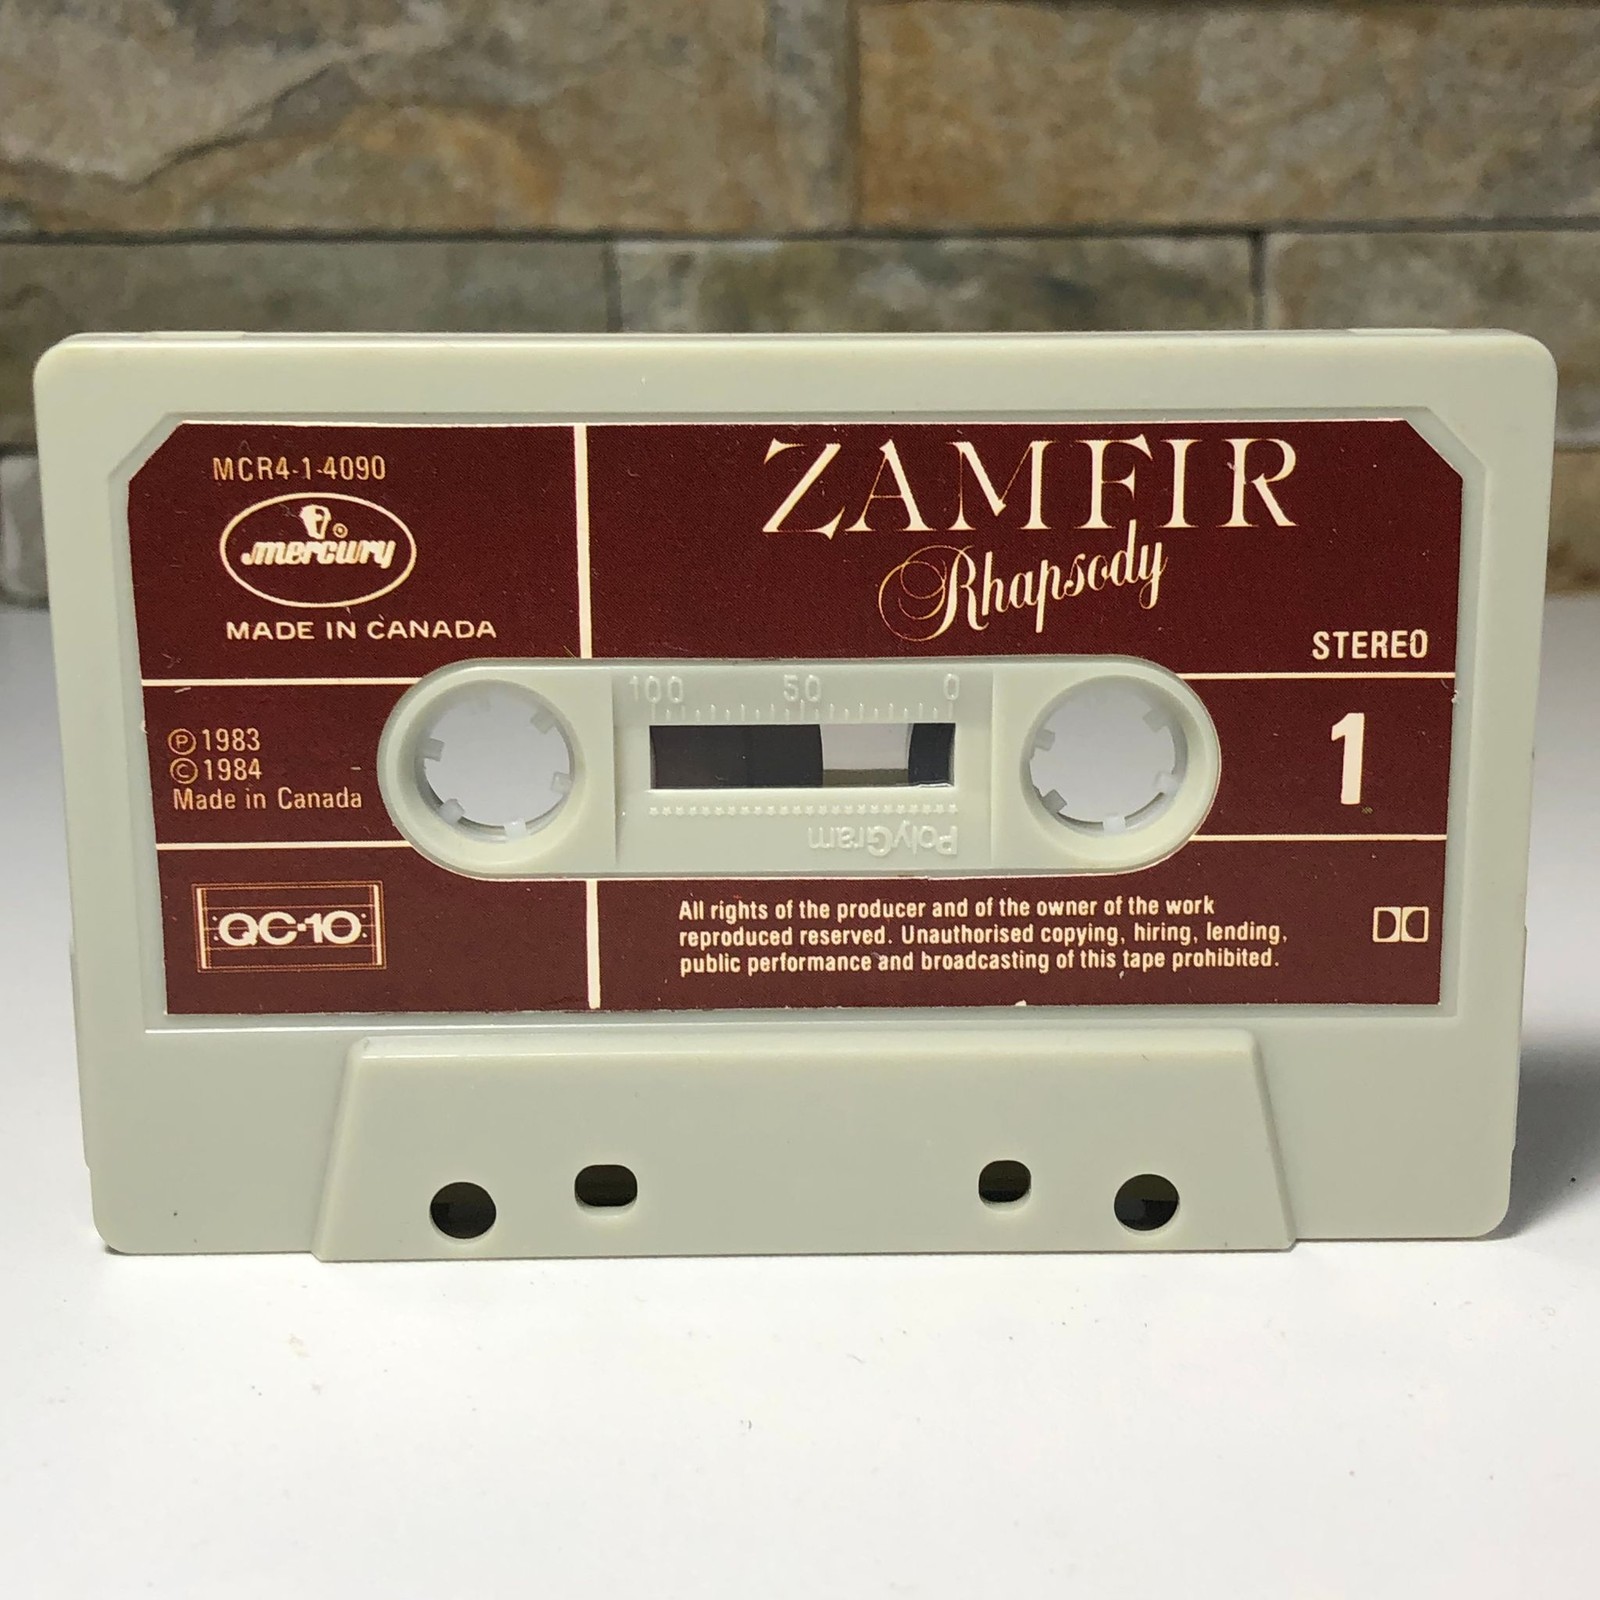 MCR4-1-4090
mercury ®
MADE IN CANADA
ZAMFIR
Rhapsody
STEREO
100 50 0
℗ 1983
© 1984
Made in Canada
1
PolyGram
QC-10
All rights of the producer and of the owner of the work
reproduced reserved. Unauthorised copying, hiring, lending,
public performance and broadcasting of this tape prohibited.